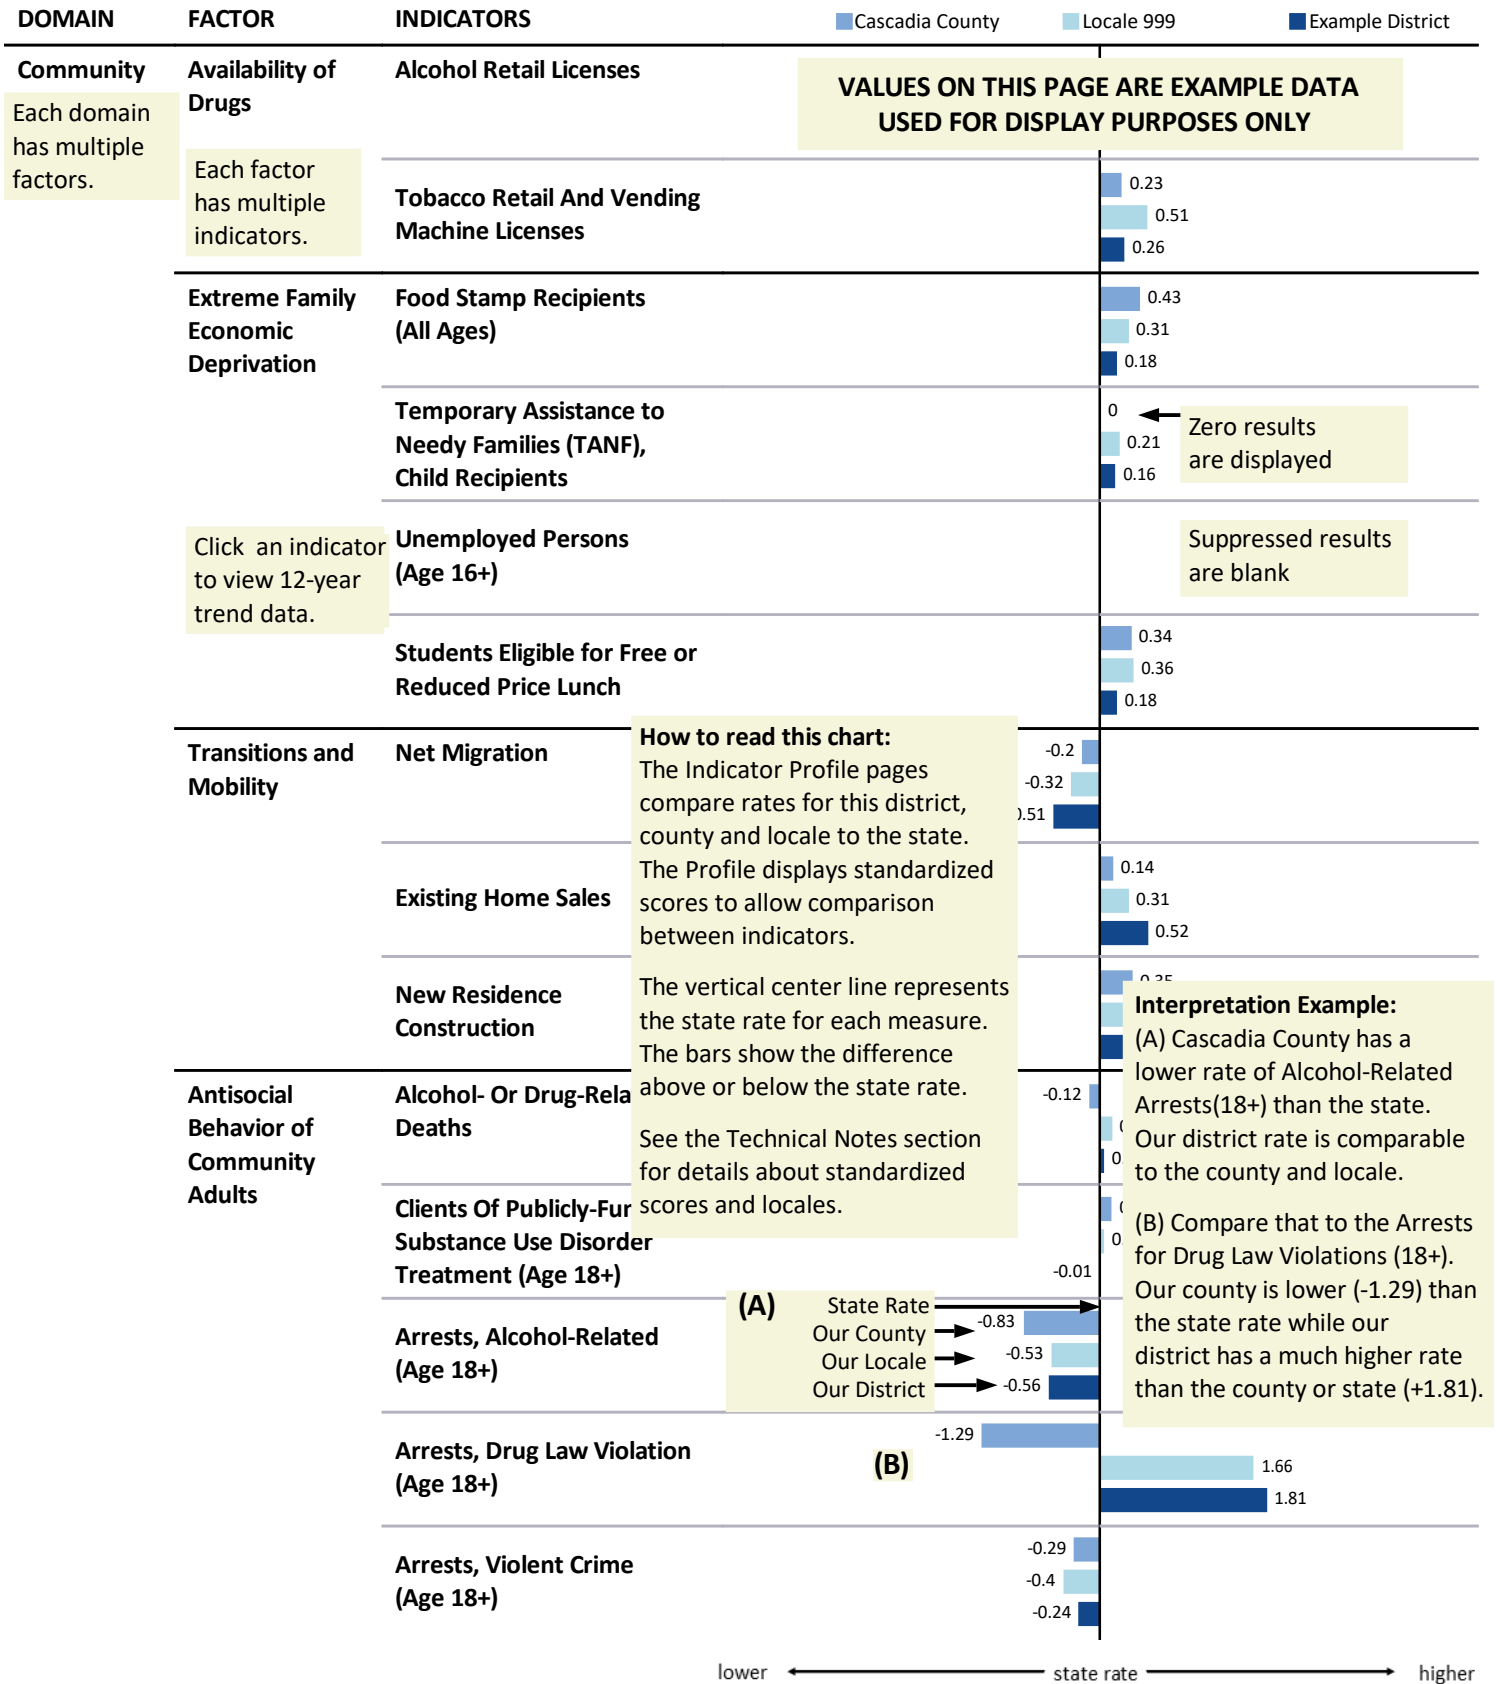 DOMAIN FACTOR INDICATORS Cascadia County Locale 999 Example District
Community
Each domain
has multiple
factors.
Availability of
Drugs
Each factor
has multiple
indicators.
Alcohol Retail Licenses
VALUES ON THIS PAGE ARE EXAMPLE DATA
USED FOR DISPLAY PURPOSES ONLY
Tobacco Retail And Vending
Machine Licenses
0.23
0.51
0.26
Extreme Family
Economic
Deprivation
Food Stamp Recipients
(All Ages)
0.43
0.31
0.18
Temporary Assistance to
Needy Families (TANF),
Child Recipients
0
0.21
0.16
Zero results
are displayed
Click an indicator
to view 12-year
trend data.
Unemployed Persons
(Age 16+)
Suppressed results
are blank
Students Eligible for Free or
Reduced Price Lunch
0.34
0.36
0.18
Transitions and
Mobility
Net Migration
-0.2
-0.32
.51
How to read this chart:
The Indicator Profile pages
compare rates for this district,
county and locale to the state.
The Profile displays standardized
scores to allow comparison
between indicators.
The vertical center line represents
the state rate for each measure.
The bars show the difference
above or below the state rate.
See the Technical Notes section
for details about standardized
scores and locales.
Existing Home Sales
0.14
0.31
0.52
New Residence
Construction
Interpretation Example:
(A) Cascadia County has a
lower rate of Alcohol-Related
Arrests(18+) than the state.
Our district rate is comparable
to the county and locale.
(B) Compare that to the Arrests
for Drug Law Violations (18+).
Our county is lower (-1.29) than
the state rate while our
district has a much higher rate
than the county or state (+1.81).
Antisocial
Behavior of
Community
Adults
Alcohol- Or Drug-Rela
Deaths
-0.12
0.
Clients Of Publicly-Fun
Substance Use Disorder
Treatment (Age 18+)
0.
-0.01
Arrests, Alcohol-Related
(Age 18+)
(A) State Rate
Our County -0.83
Our Locale -0.53
Our District -0.56
Arrests, Drug Law Violation
(Age 18+)
(B)
-1.29
1.66
1.81
Arrests, Violent Crime
(Age 18+)
-0.29
-0.4
-0.24
lower state rate higher